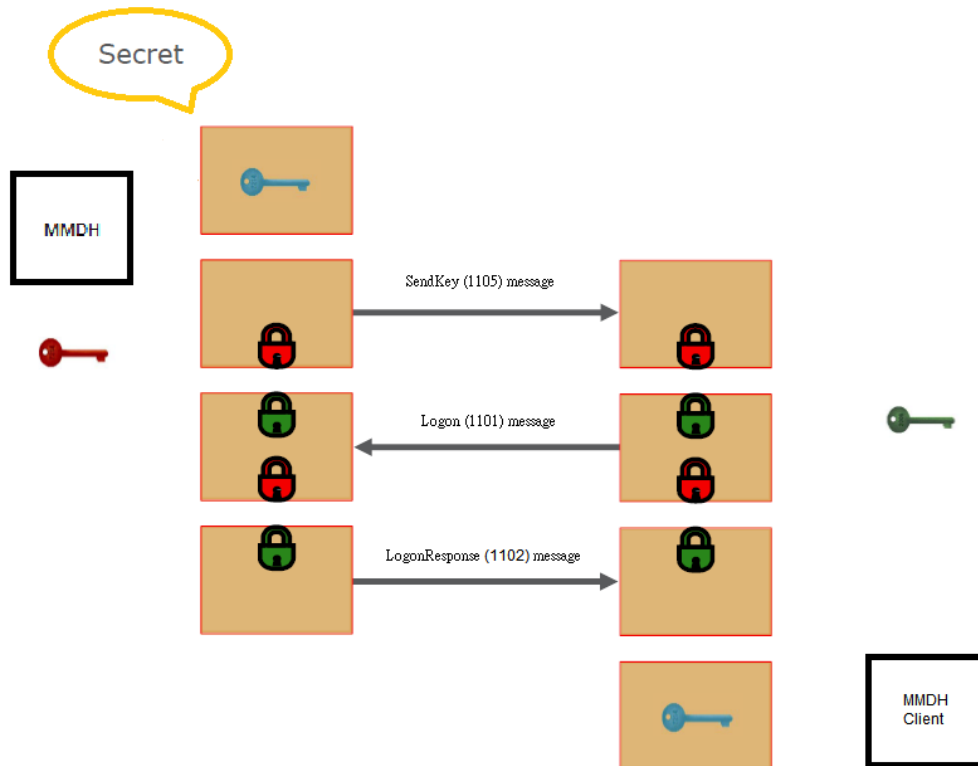 Secret
MMDH
SendKey (1105) message
Logon (1101) message
LogonResponse (1102) message
MMDH
Client